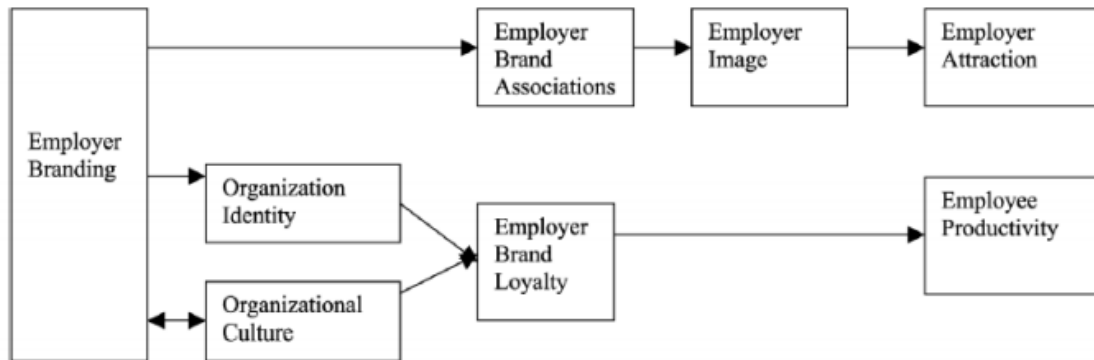 Employer
Brand
Associations
Employer
Image
Employer
Attraction
Employer
Branding
Organization
Identity
Employer
Brand
Loyalty
Employee
Productivity
Organizational
Culture